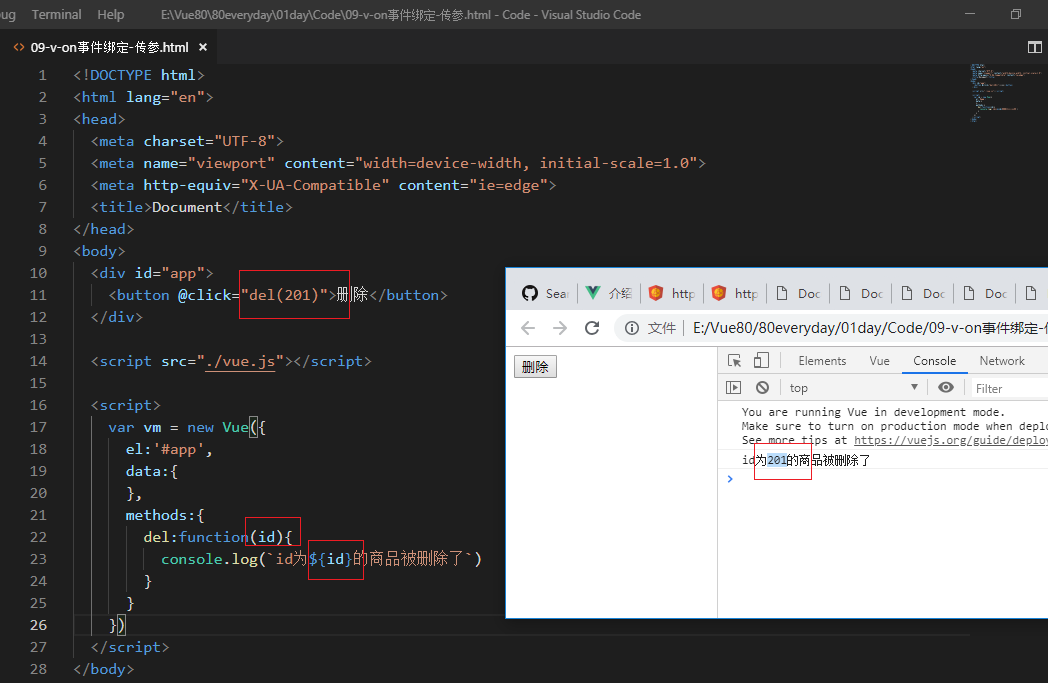 ug Terminal Help E:\Vue80\80everyday\01day\Code\09-v-on事件绑定-传参.html - Code - Visual Studio Code
<> 09-v-on事件绑定-传参.html ×
1 <!DOCTYPE html>
2 <html lang="en">
3 <head>
4 <meta charset="UTF-8">
5 <meta name="viewport" content="width=device-width, initial-scale=1.0">
6 <meta http-equiv="X-UA-Compatible" content="ie=edge">
7 <title>Document</title>
8 </head>
9 <body>
10 <div id="app">
11 <button @click="del(201)">删除</button>
12 </div>
13
14 <script src="./vue.js"></script>
15
16 <script>
17 var vm = new Vue({
18 el:'#app',
19 data:{
20 },
21 methods:{
22 del:function(id){
23 console.log(`id为${id}的商品被删除了`)
24 }
25 }
26 })
27 </script>
28 </body>
Sea 介绍 http http Doc Doc Doc Doc
文件 | E:/Vue80/80everyday/01day/Code/09-v-on事件绑定-
删除
Elements Vue Console Network
top Filter
You are running Vue in development mode.
Make sure to turn on production mode when deplo
See more tips at https://vuejs.org/guide/deploy
id为201的商品被删除了
>